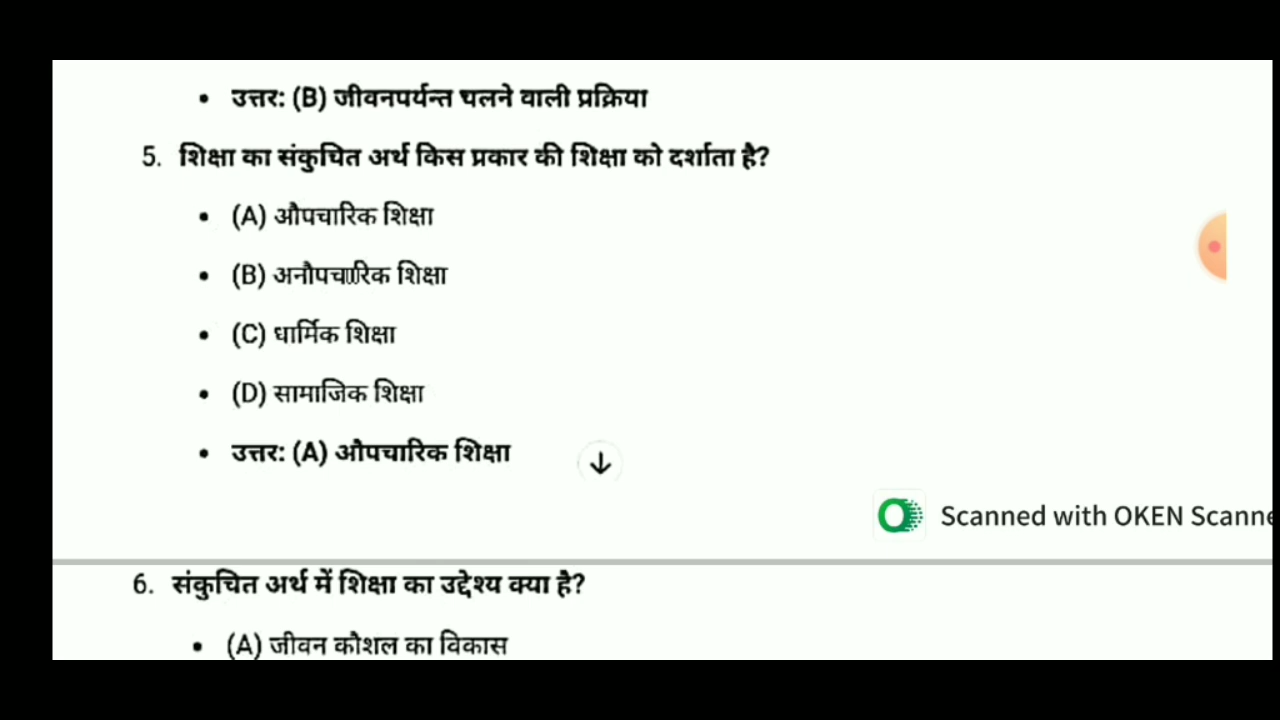 • उत्तर: (B) जीवनपर्यन्त चलने वाली प्रक्रिया
5. शिक्षा का संकुचित अर्थ किस प्रकार की शिक्षा को दर्शाता है?
• (A) औपचारिक शिक्षा
• (B) अनौपचारिक शिक्षा
• (C) धार्मिक शिक्षा
• (D) सामाजिक शिक्षा
• उत्तर: (A) औपचारिक शिक्षा
Scanned with OKEN Scanne
6. संकुचित अर्थ में शिक्षा का उद्देश्य क्या है?
• (A) जीवन कौशल का विकास